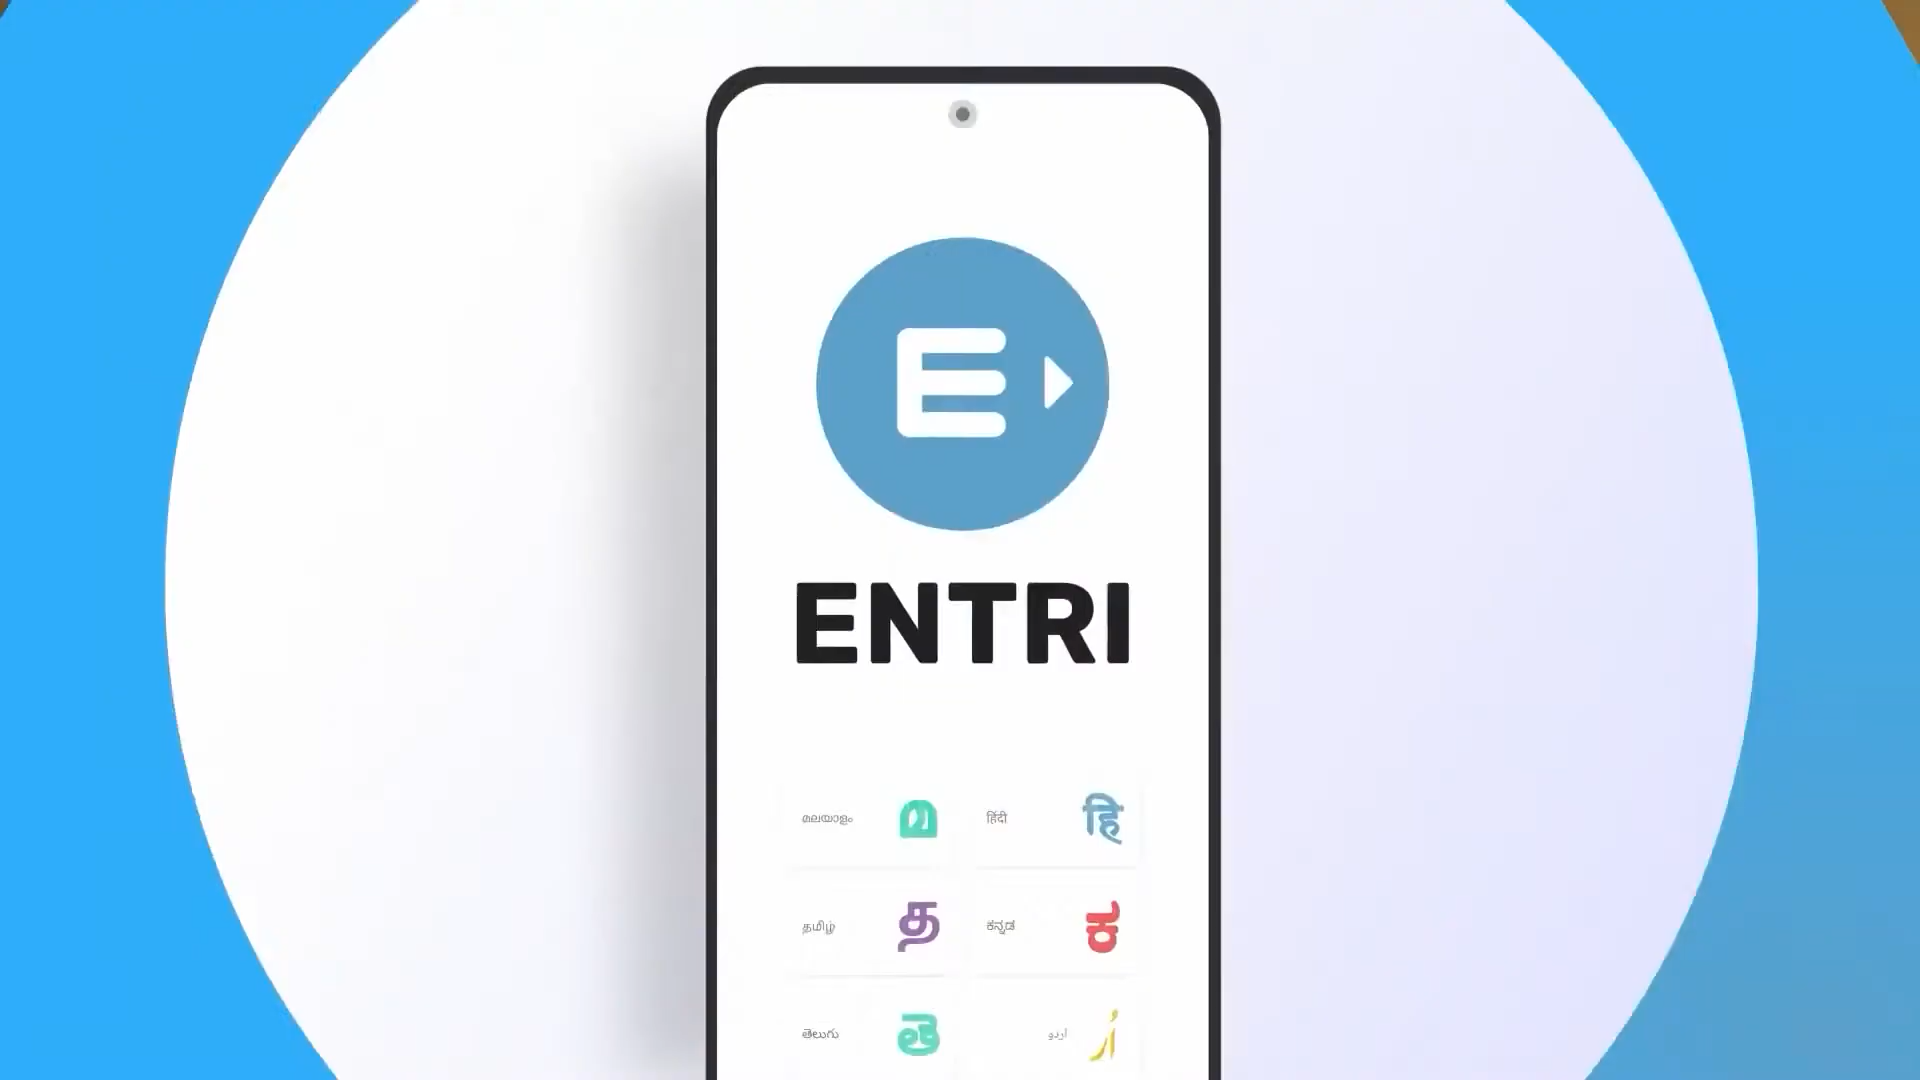 E
ENTRI
മലയാളം മ
हिंदी हि
தமிழ் த
ಕನ್ನಡ ಕ
తెలుగు తె
اردو اُر